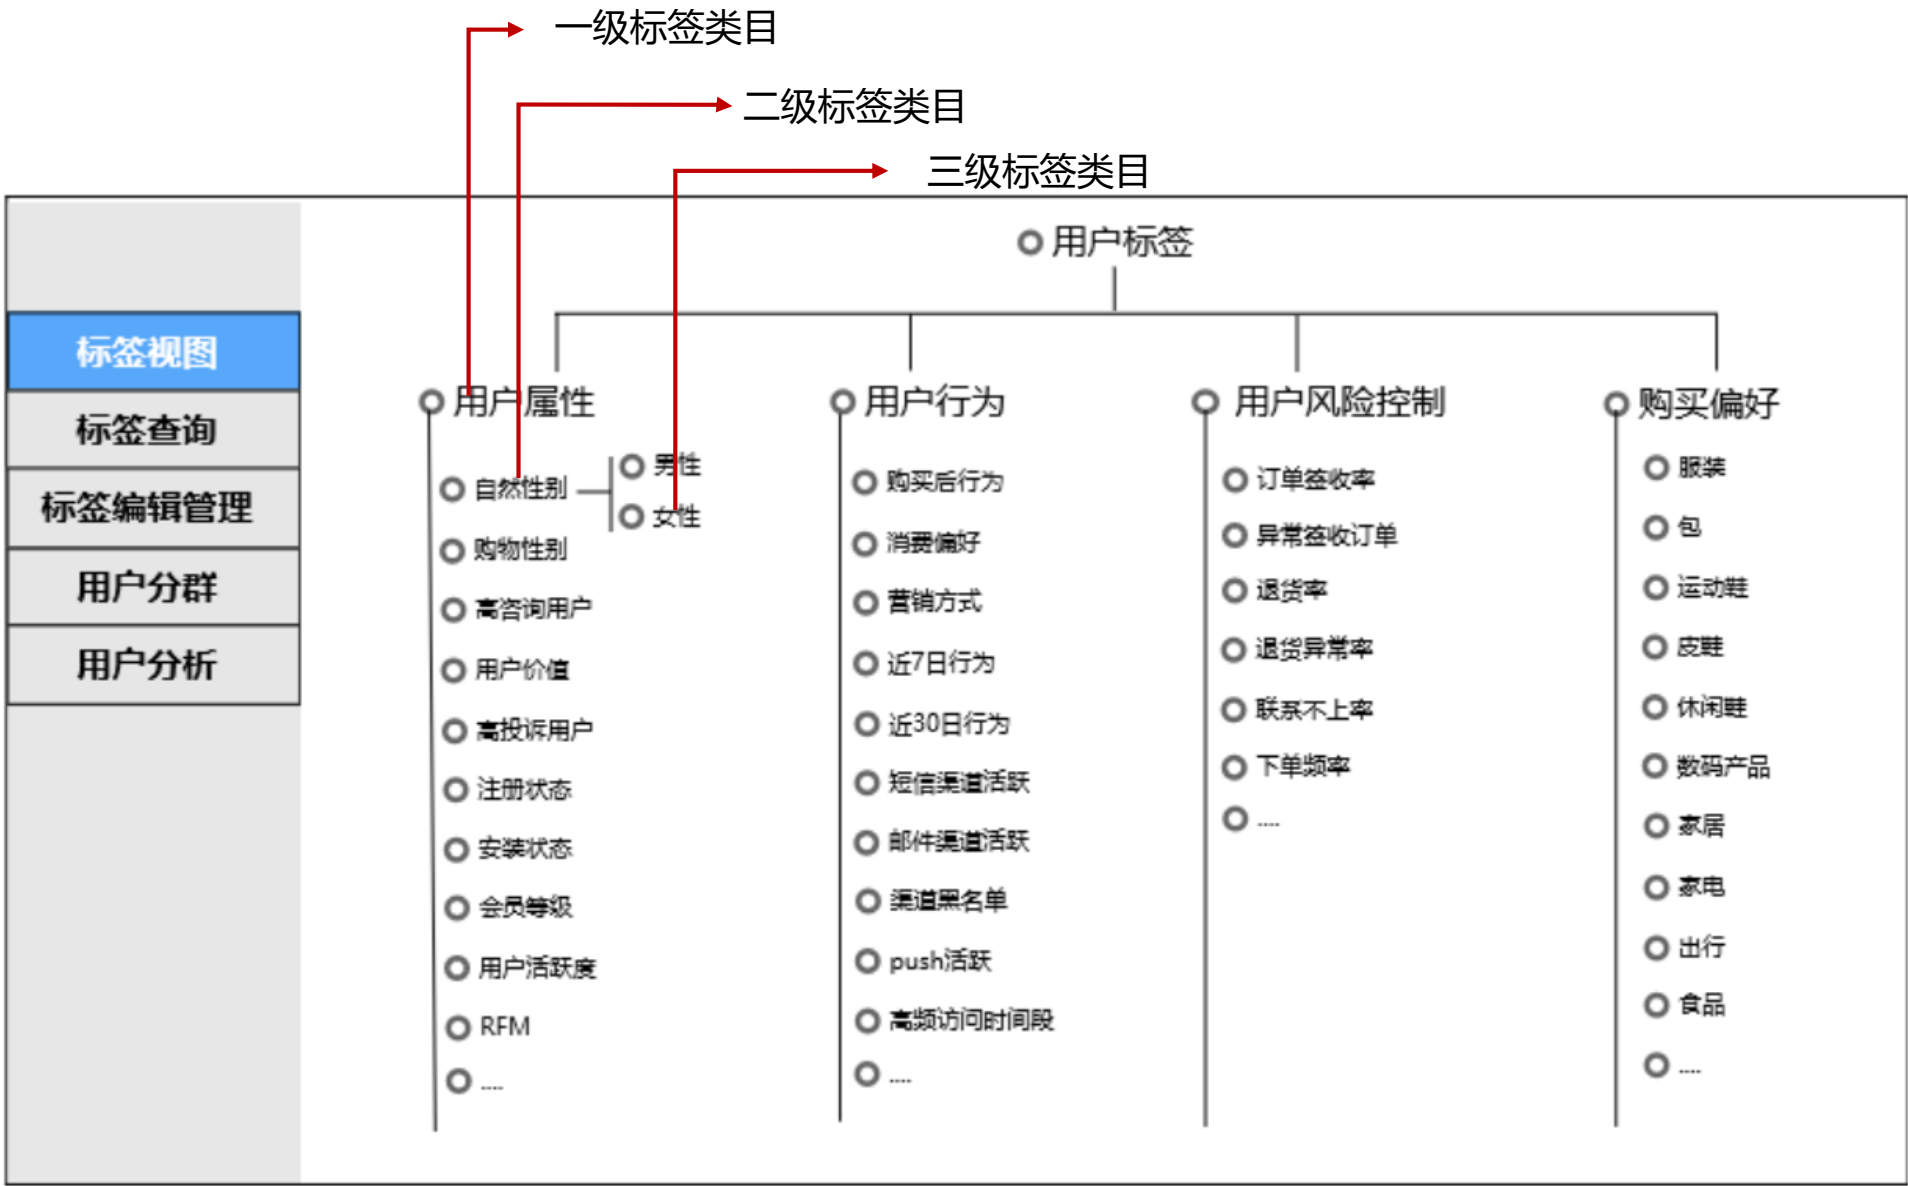 一级标签类目
二级标签类目
三级标签类目
用户标签
标签视图
标签查询
标签编辑管理
用户分群
用户分析
用户属性
自然性别
男性
女性
购物性别
高咨询用户
用户价值
高投诉用户
注册状态
安装状态
会员等级
用户活跃度
RFM
....
用户行为
购买后行为
消费偏好
营销方式
近7日行为
近30日行为
短信渠道活跃
邮件渠道活跃
渠道黑名单
push活跃
高频访问时间段
....
用户风险控制
订单签收率
异常签收订单
退货率
退货异常率
联系不上率
下单频率
....
购买偏好
服装
包
运动鞋
皮鞋
休闲鞋
数码产品
家居
家电
出行
食品
....